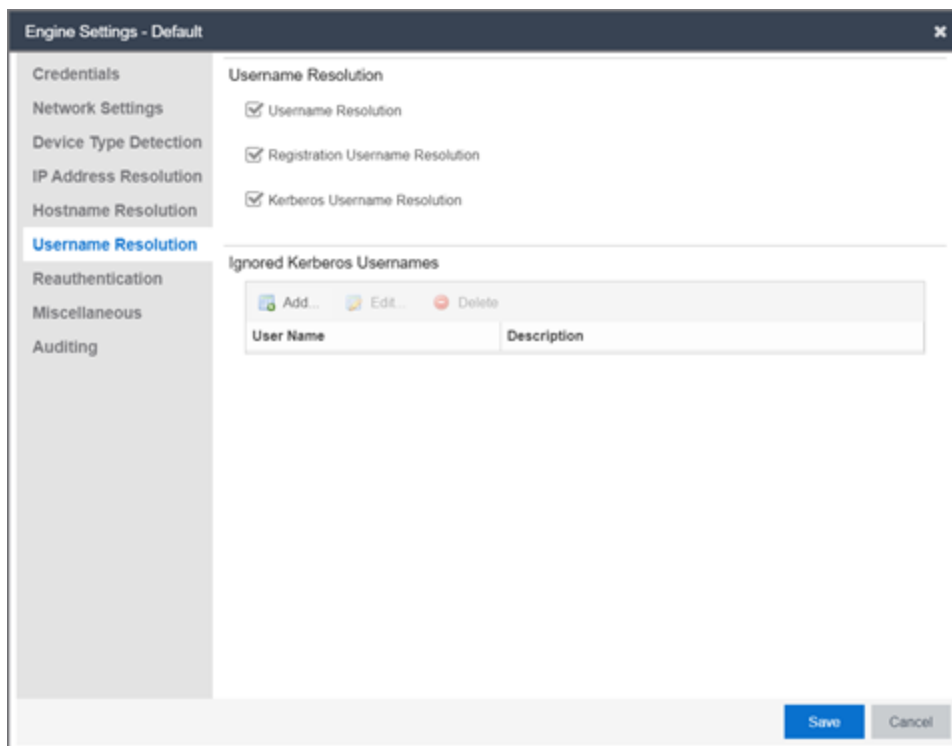 Engine Settings - Default
Credentials
Network Settings
Device Type Detection
IP Address Resolution
Hostname Resolution
Username Resolution
Reauthentication
Miscellaneous
Auditing
Username Resolution
Username Resolution
Registration Username Resolution
Kerberos Username Resolution
Ignored Kerberos Usernames
Add... Edit... Delete
User Name Description
Save Cancel